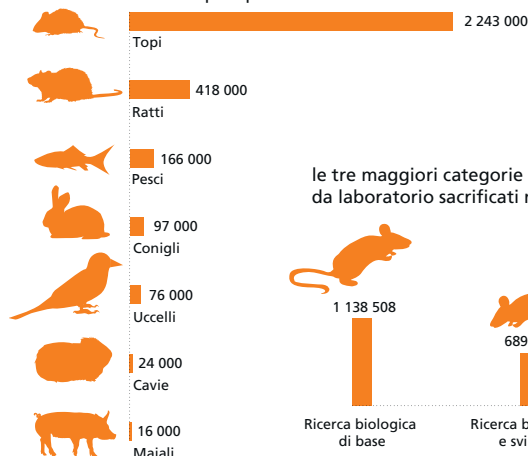 2 243 000
Topi
418 000
Ratti
166 000
Pesci
97 000
Conigli
76 000
Uccelli
24 000
Cavie
16 000
Maiali
le tre maggiori categorie
da laboratorio sacrificati
1 138 508
Ricerca biologica
di base
689
Ricerca
e